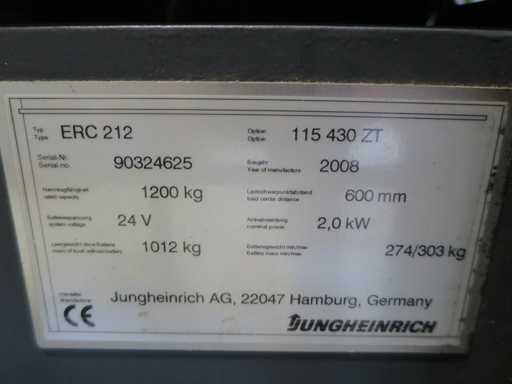 Typ Type ERC 212 Option Option 115 430 ZT
Serial-Nr. Serial-no. 90324625 Baujahr Year of manufacture 2008
Nenntragfähigkeit rated capacity 1200 kg Lastschwerpunktabstand load center distance 600 mm
Batteriespannung system voltage 24 V Antriebsleistung nominal power 2,0 kW
Leergewicht ohne Batterie mass of truck without battery 1012 kg Batteriegewicht min/max Battery mass min/max 274/303 kg
Hersteller manufacturer Jungheinrich AG, 22047 Hamburg, Germany
CE JUNGHEINRICH